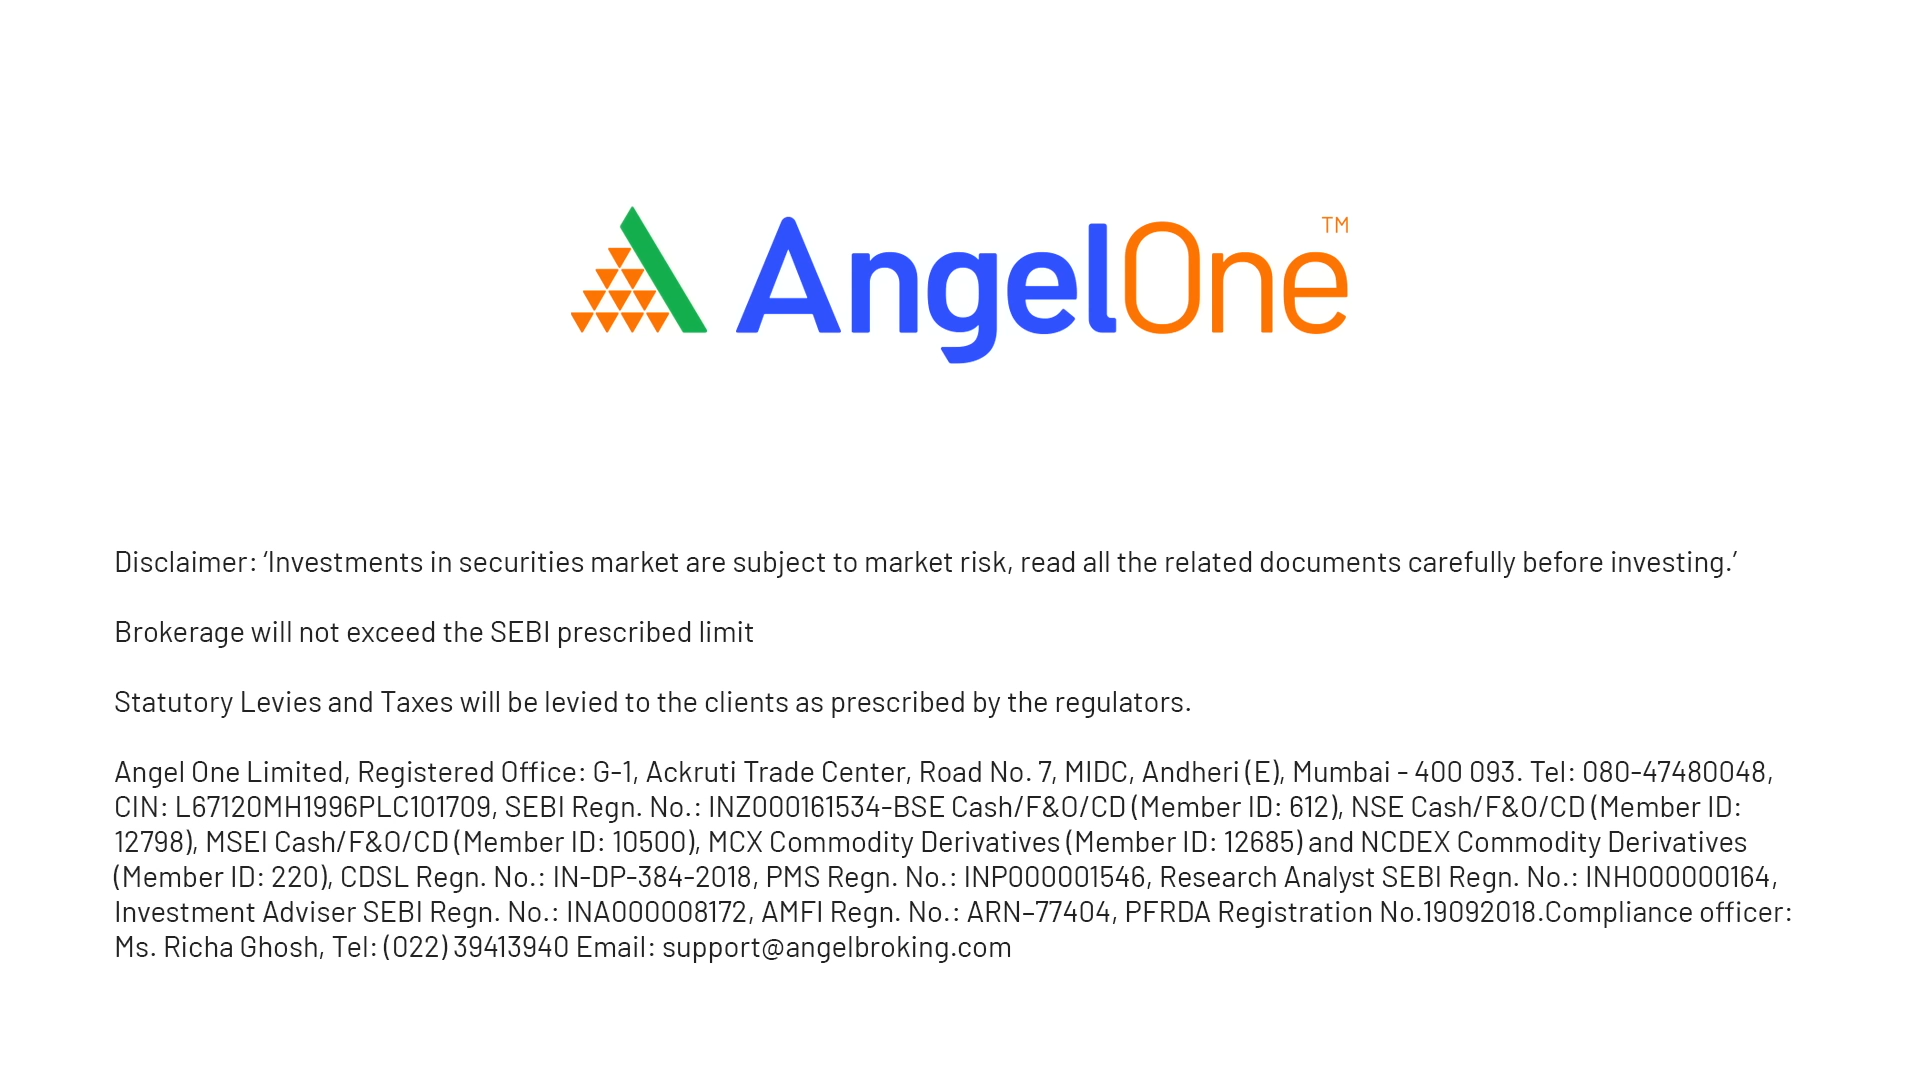 AngelOne™
Disclaimer: ‘Investments in securities market are subject to market risk, read all the related documents carefully before investing.’
Brokerage will not exceed the SEBI prescribed limit
Statutory Levies and Taxes will be levied to the clients as prescribed by the regulators.
Angel One Limited, Registered Office: G-1, Ackruti Trade Center, Road No. 7, MIDC, Andheri (E), Mumbai - 400 093. Tel: 080-47480048,
CIN: L67120MH1996PLC101709, SEBI Regn. No.: INZ000161534-BSE Cash/F&O/CD (Member ID: 612), NSE Cash/F&O/CD (Member ID:
12798), MSEI Cash/F&O/CD (Member ID: 10500), MCX Commodity Derivatives (Member ID: 12685) and NCDEX Commodity Derivatives
(Member ID: 220), CDSL Regn. No.: IN-DP-384-2018, PMS Regn. No.: INP000001546, Research Analyst SEBI Regn. No.: INH000000164,
Investment Adviser SEBI Regn. No.: INA000008172, AMFI Regn. No.: ARN–77404, PFRDA Registration No.19092018.Compliance officer:
Ms. Richa Ghosh, Tel: (022) 39413940 Email: support@angelbroking.com